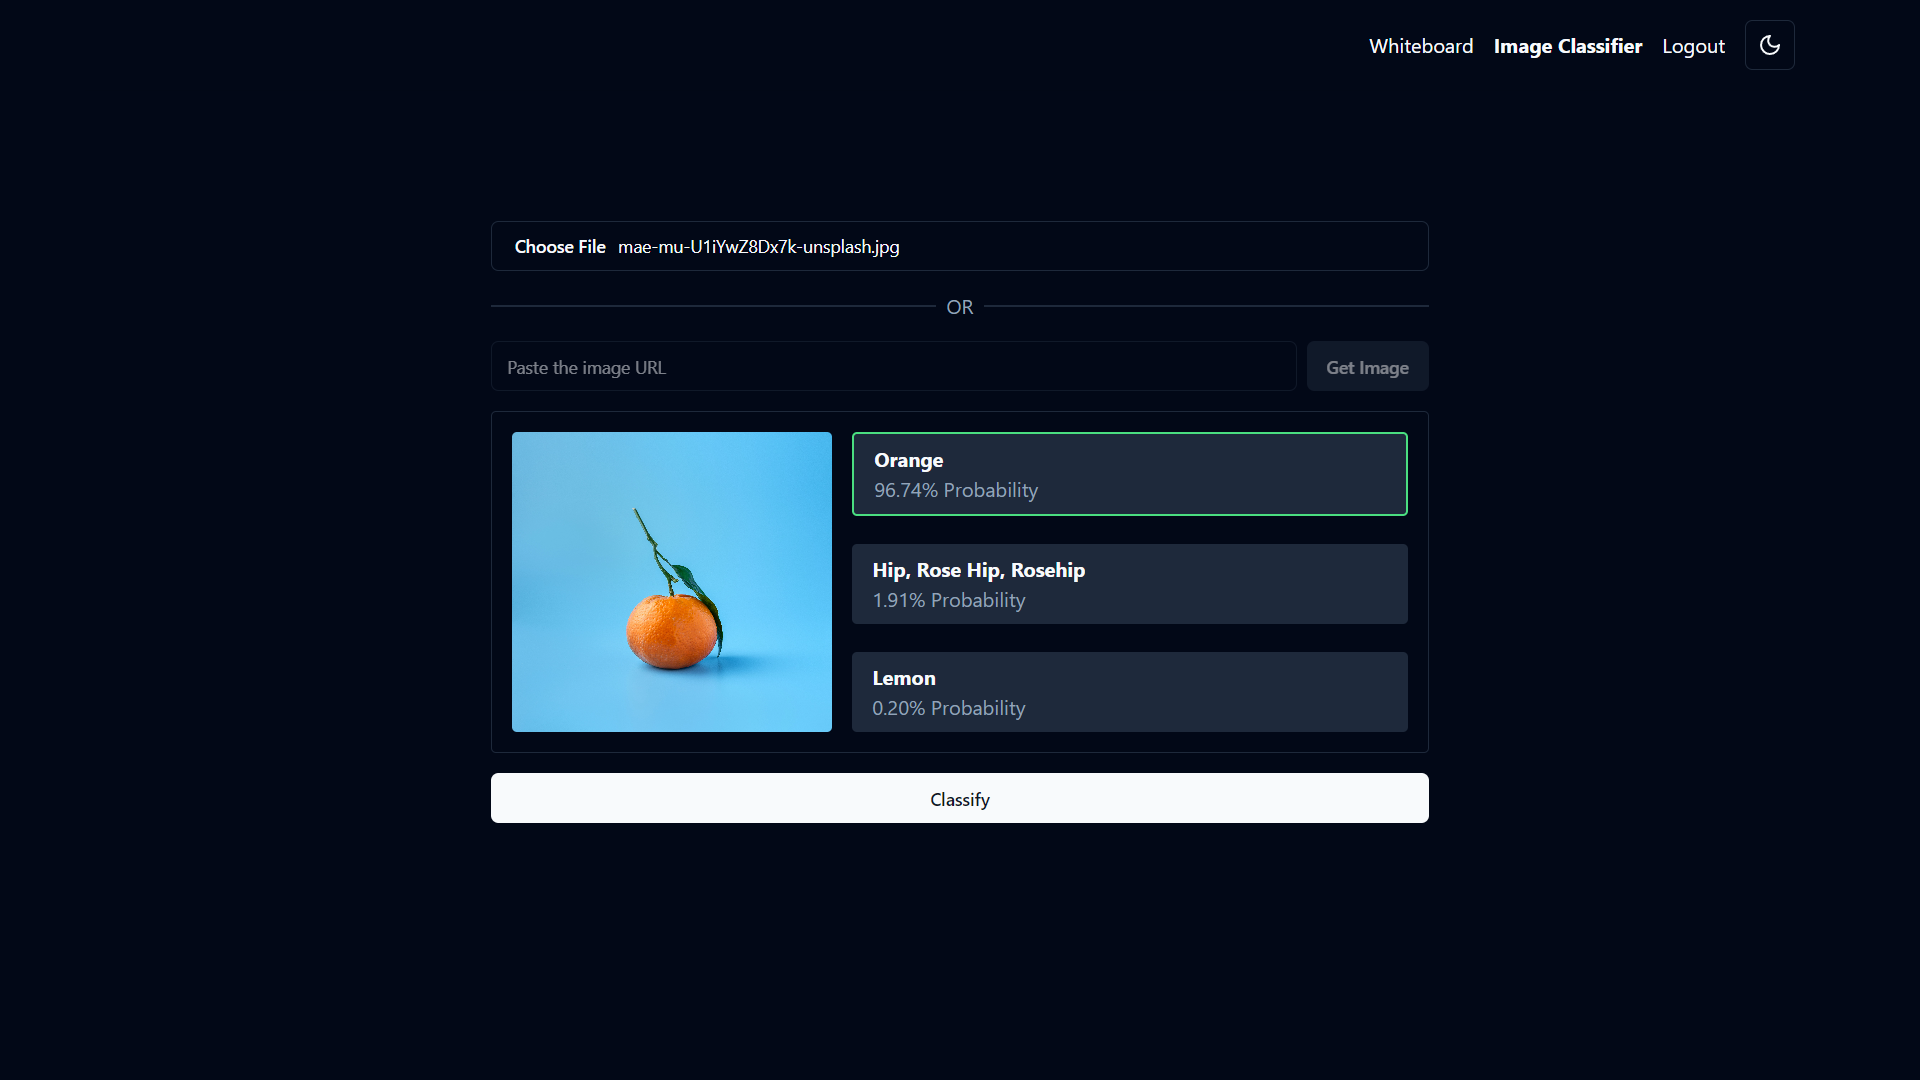 Whiteboard Image Classifier Logout
Choose File mae-mu-U1iYwZ8Dx7k-unsplash.jpg
OR
Paste the image URL Get Image
Orange
96.74% Probability
Hip, Rose Hip, Rosehip
1.91% Probability
Lemon
0.20% Probability
Classify